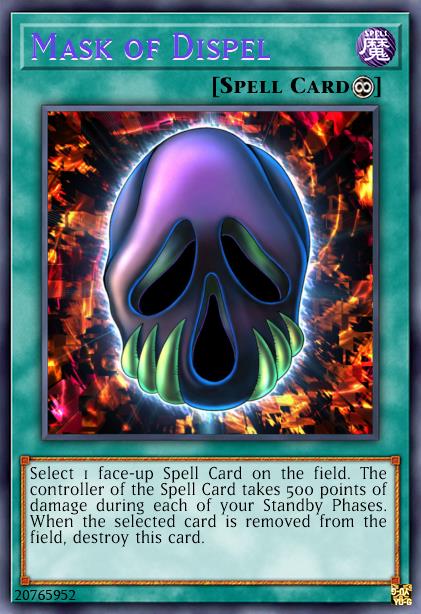 Mask of Dispel
SPELL
魔
[Spell Card]
Select 1 face-up Spell Card on the field. The
controller of the Spell Card takes 500 points of
damage during each of your Standby Phases.
When the selected card is removed from the
field, destroy this card.
20765952